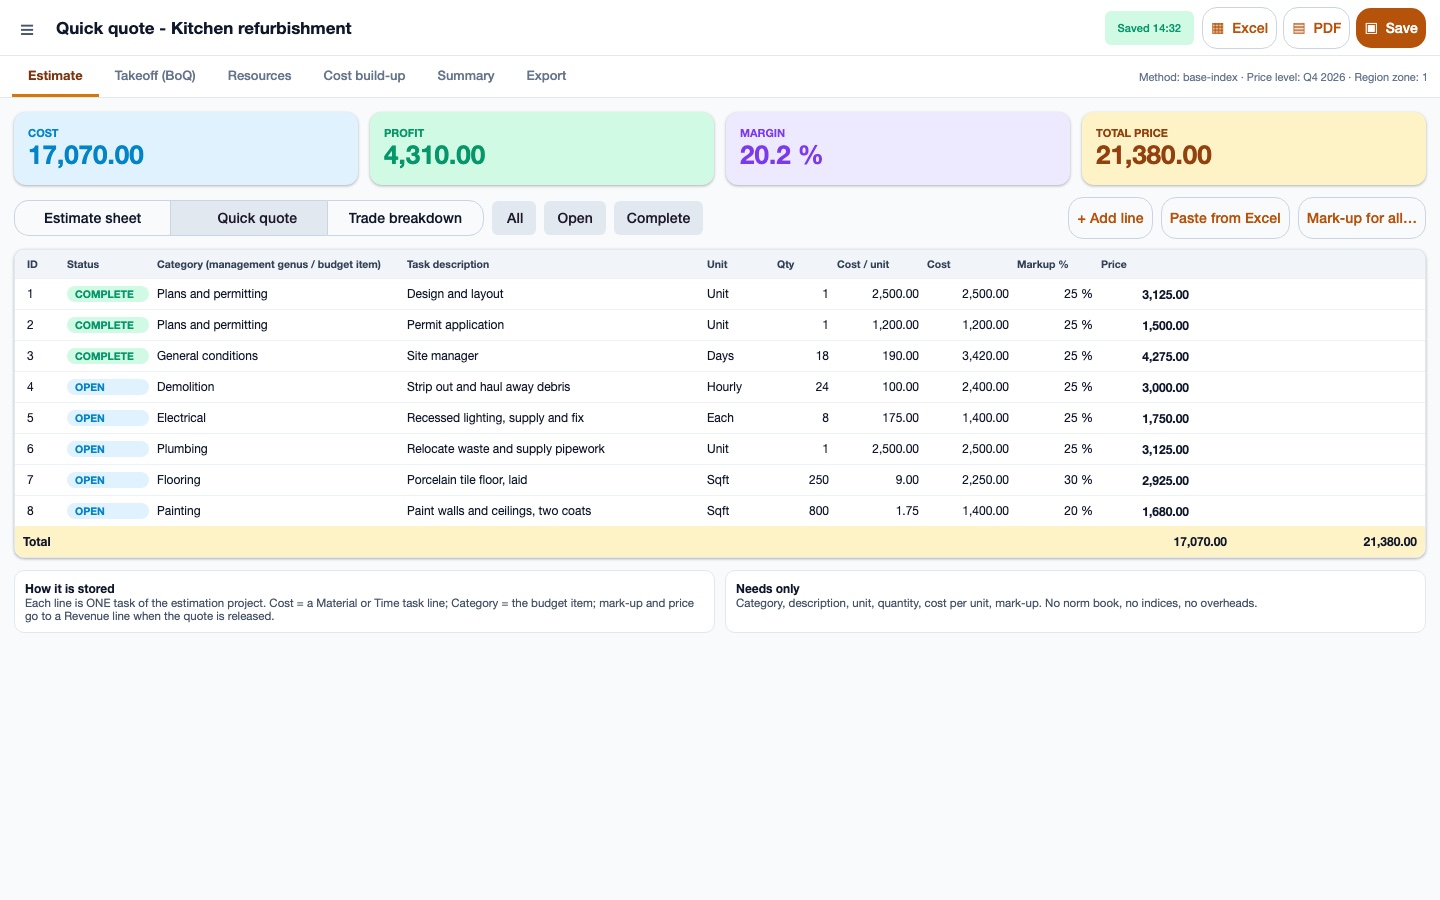 Quick quote - Kitchen refurbishment
Saved 14:32
Excel
PDF
Save
Estimate
Takeoff (BoQ)
Resources
Cost build-up
Summary
Export
Method: base-index · Price level: Q4 2026 · Region zone: 1
COST
17,070.00
PROFIT
4,310.00
MARGIN
20.2 %
TOTAL PRICE
21,380.00
Estimate sheet
Quick quote
Trade breakdown
All
Open
Complete
+ Add line
Paste from Excel
Mark-up for all...
ID Status Category (management genus / budget item) Task description Unit Qty Cost / unit Cost Markup % Price
1 COMPLETE Plans and permitting Design and layout Unit 1 2,500.00 2,500.00 25 % 3,125.00
2 COMPLETE Plans and permitting Permit application Unit 1 1,200.00 1,200.00 25 % 1,500.00
3 COMPLETE General conditions Site manager Days 18 190.00 3,420.00 25 % 4,275.00
4 OPEN Demolition Strip out and haul away debris Hourly 24 100.00 2,400.00 25 % 3,000.00
5 OPEN Electrical Recessed lighting, supply and fix Each 8 175.00 1,400.00 25 % 1,750.00
6 OPEN Plumbing Relocate waste and supply pipework Unit 1 2,500.00 2,500.00 25 % 3,125.00
7 OPEN Flooring Porcelain tile floor, laid Sqft 250 9.00 2,250.00 30 % 2,925.00
8 OPEN Painting Paint walls and ceilings, two coats Sqft 800 1.75 1,400.00 20 % 1,680.00
Total 17,070.00 21,380.00
How it is stored
Each line is ONE task of the estimation project. Cost = a Material or Time task line; Category = the budget item; mark-up and price
go to a Revenue line when the quote is released.
Needs only
Category, description, unit, quantity, cost per unit, mark-up. No norm book, no indices, no overheads.